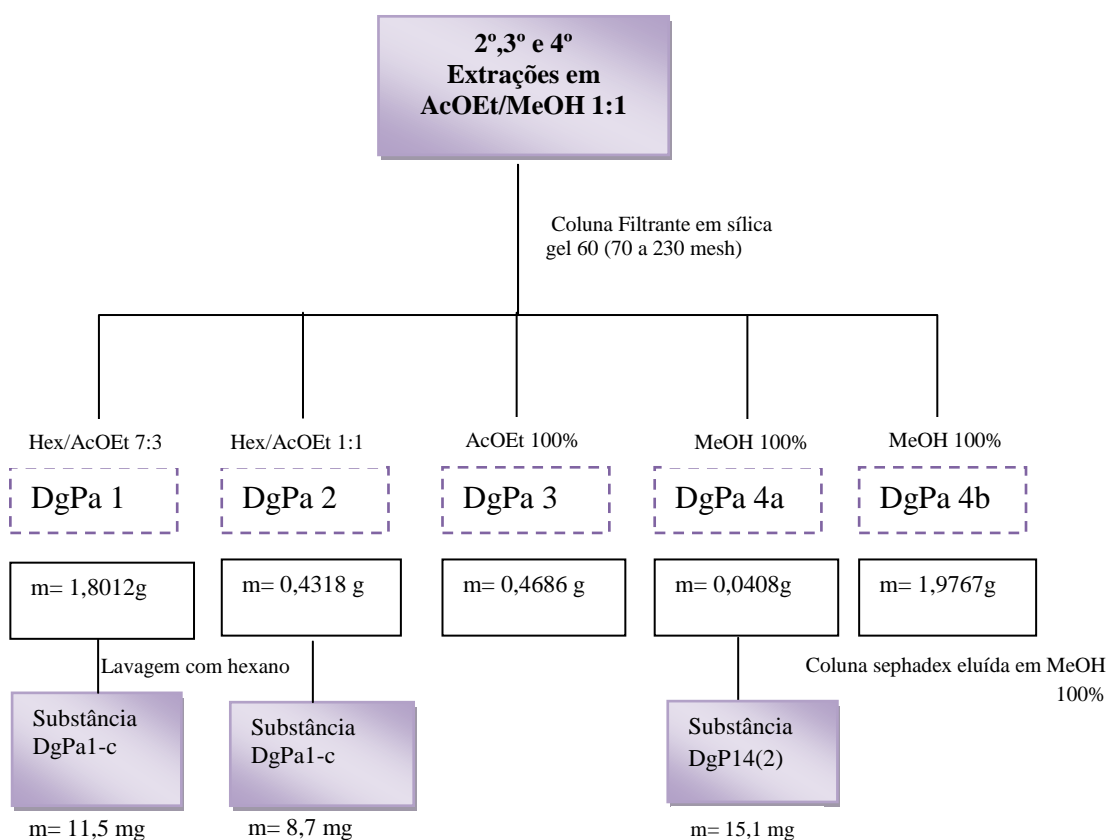 2º,3º e 4º
Extrações em
AcOEt/MeOH 1:1
Coluna Filtrante em sílica
gel 60 (70 a 230 mesh)
Hex/AcOEt 7:3
Hex/AcOEt 1:1
AcOEt 100%
MeOH 100%
MeOH 100%
DgPa 1
DgPa 2
DgPa 3
DgPa 4a
DgPa 4b
m= 1,8012g
m= 0,4318 g
m= 0,4686 g
m= 0,0408g
m= 1,9767g
Lavagem com hexano
Coluna sephadex eluída em MeOH
100%
Substância
DgPa1-c
Substância
DgPa1-c
Substância
DgP14(2)
m= 11,5 mg
m= 8,7 mg
m= 15,1 mg